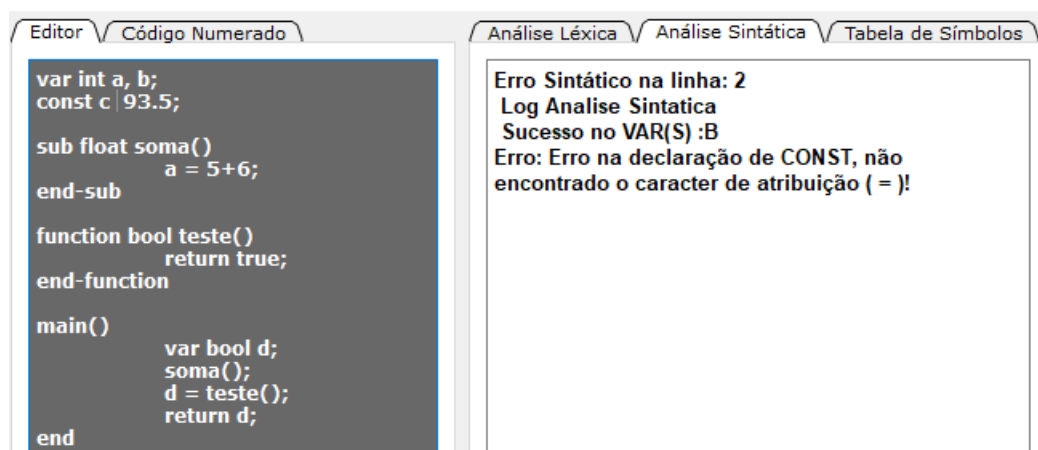 Editor
Código Numerado
var int a, b;
const c 93.5;
sub float soma()
a = 5+6;
end-sub
function bool teste()
return true;
end-function
main()
var bool d;
soma();
d = teste();
return d;
end
Análise Léxica
Análise Sintática
Tabela de Símbolos
Erro Sintático na linha: 2
Log Analise Sintatica
Sucesso no VAR(S) :B
Erro: Erro na declaração de CONST, não
encontrado o caracter de atribuição ( = )!